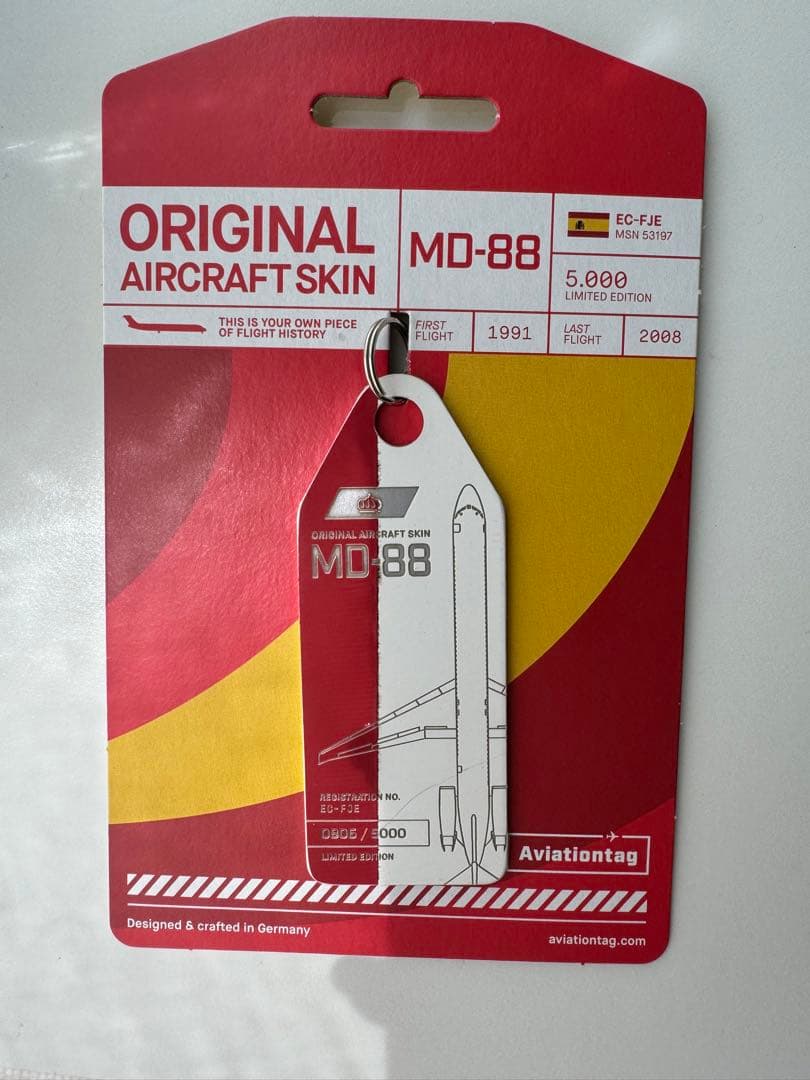 ORIGINAL
AIRCRAFT SKIN
MD-88
EC-FJE
MSN 53197
5.000
LIMITED EDITION
THIS IS YOUR OWN PIECE
OF FLIGHT HISTORY
FIRST
FLIGHT
1991
LAST
FLIGHT
2008
ORIGINAL AIRCRAFT SKIN
MD-88
REGISTRATION NO.
EC-FJE
0905 / 5000
LIMITED EDITION
Aviationtag
Designed & crafted in Germany
aviationtag.com